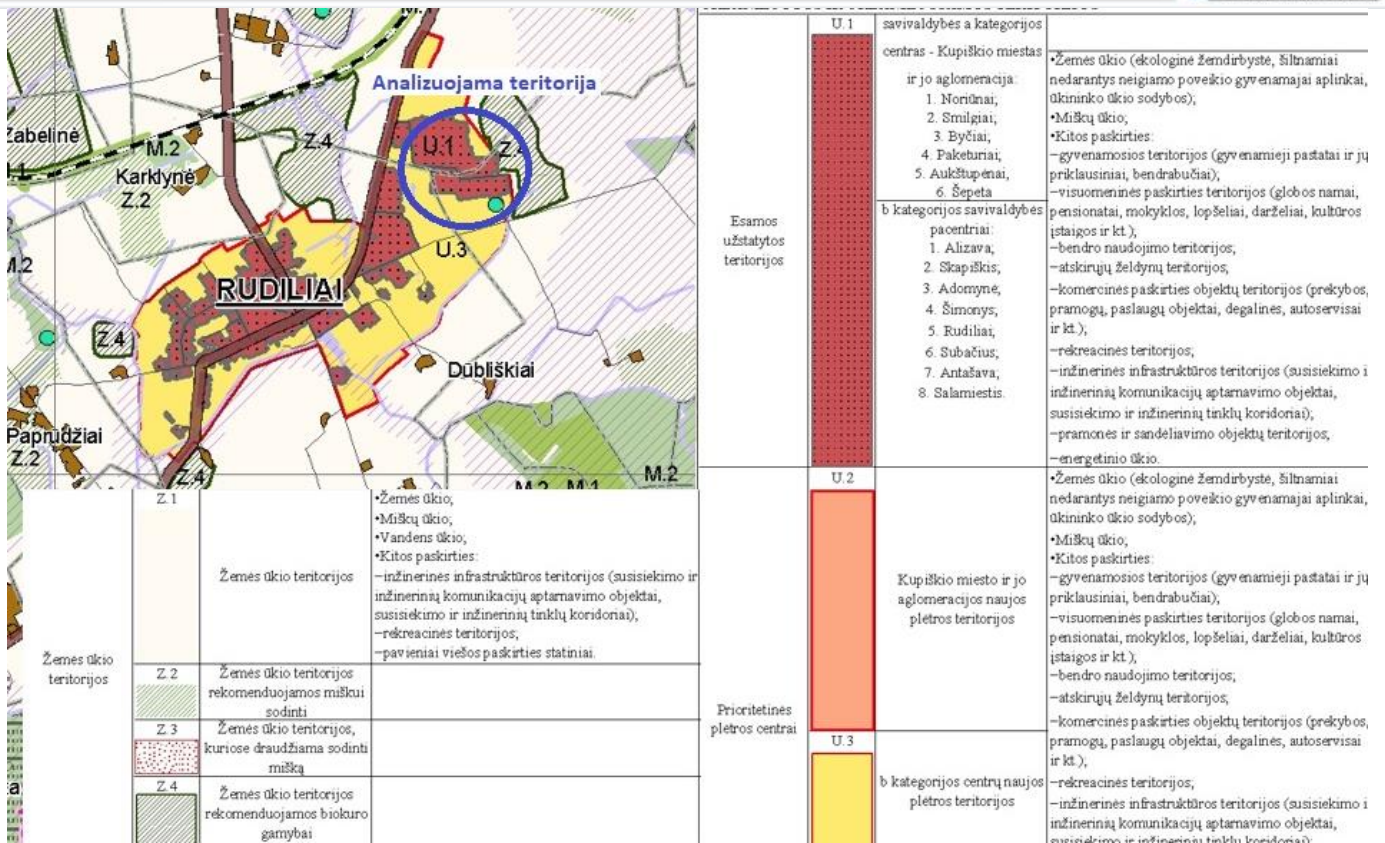 Analizuojama teritorija
Žabelinė
M.2
Karklynė
Z.2
Z.4
U.1
U.3
RUDILIAI
Z.4
Dūbliškiai
Paprūdžiai
Z.2
Z.4
M.2
M.2
M.1
Z.1
Žemės ūkio teritorijos
•Žemės ūkio;
•Miškų ūkio;
•Vandens ūkio;
•Kitos paskirties:
–inžinerinės infrastruktūros teritorijos (susisiekimo ir
inžinerinių komunikacijų aptarnavimo objektai,
susisiekimo ir inžinerinių tinklų koridoriai);
–rekreacinės teritorijos;
–pavieniai viešos paskirties statiniai.
Žemės ūkio
teritorijos
Z.2
Žemės ūkio teritorijos
rekomenduojamos miškui
sodinti
Z.3
Žemės ūkio teritorijos,
kuriose draudžiama sodinti
mišką
Z.4
Žemės ūkio teritorijos
rekomenduojamos biokuro
gamybai
Esamos
užstatytos
teritorijos
U.1
savivaldybės a kategorijos
centras - Kupiškio miestas
ir jo aglomeracija:
1. Noriūnai;
2. Smilgiai;
3. Byčiai;
4. Paketuriai;
5. Aukštupėnai,
6. Šepeta
b kategorijos savivaldybės
pacentriai:
1. Alizava;
2. Skapiškis;
3. Adomynė;
4. Šimonys;
5. Rudiliai;
6. Subačius;
7. Antašava;
8. Salamiestis.
•Žemės ūkio (ekologinė žemdirbystė, šiltnamiai
nedarantys neigiamo poveikio gyvenamajai aplinkai,
ūkininko ūkio sodybos);
•Miškų ūkio;
•Kitos paskirties:
–gyvenamosios teritorijos (gyvenamieji pastatai ir jų
priklausiniai, bendrabučiai);
–visuomeninės paskirties teritorijos (globos namai,
pensionatai, mokyklos, lopšeliai, darželiai, kultūros
įstaigos ir kt.);
–bendro naudojimo teritorijos;
–atskirųjų želdynų teritorijos;
–komercinės paskirties objektų teritorijos (prekybos,
pramogų, paslaugų objektai, degalinės, autoservisai
ir kt.);
–rekreacinės teritorijos;
–inžinerinės infrastruktūros teritorijos (susisiekimo i
inžinerinių komunikacijų aptarnavimo objektai,
susisiekimo ir inžinerinių tinklų koridoriai);
–pramonės ir sandėliavimo objektų teritorijos;
–energetinio ūkio.
Prioritetinės
plėtros centrai
U.2
Kupiškio miesto ir jo
aglomeracijos naujos
plėtros teritorijos
•Žemės ūkio (ekologinė žemdirbystė, šiltnamiai
nedarantys neigiamo poveikio gyvenamajai aplinkai,
ūkininko ūkio sodybos);
•Miškų ūkio;
•Kitos paskirties:
–gyvenamosios teritorijos (gyvenamieji pastatai ir jų
priklausiniai, bendrabučiai);
–visuomeninės paskirties teritorijos (globos namai,
pensionatai, mokyklos, lopšeliai, darželiai, kultūros
įstaigos ir kt.);
–bendro naudojimo teritorijos;
–atskirųjų želdynų teritorijos;
–komercinės paskirties objektų teritorijos (prekybos,
pramogų, paslaugų objektai, degalinės, autoservisai
ir kt.);
U.3
b kategorijos centrų naujos
plėtros teritorijos
–rekreacinės teritorijos;
–inžinerinės infrastruktūros teritorijos (susisiekimo i
inžinerinių komunikacijų aptarnavimo objektai,
susisiekimo ir inžinerinių tinklų koridoriai);